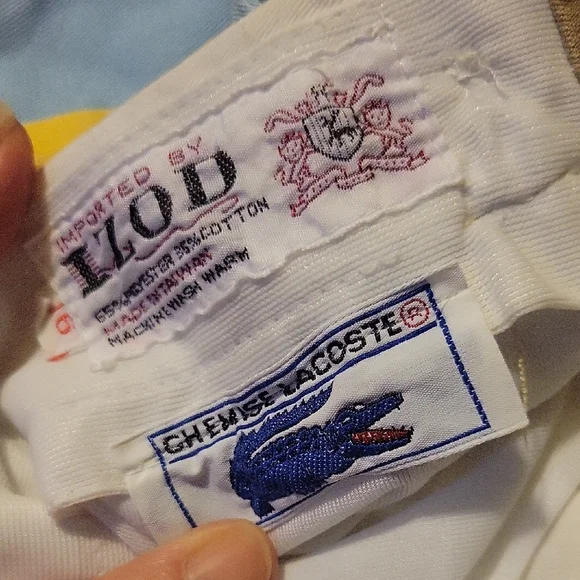 IMPORTED BY
IZOD
65% POLYESTER 35% COTTON
MADE IN TAIWAN
MACHINE WASH WARM
CHEMISE LACOSTE ®